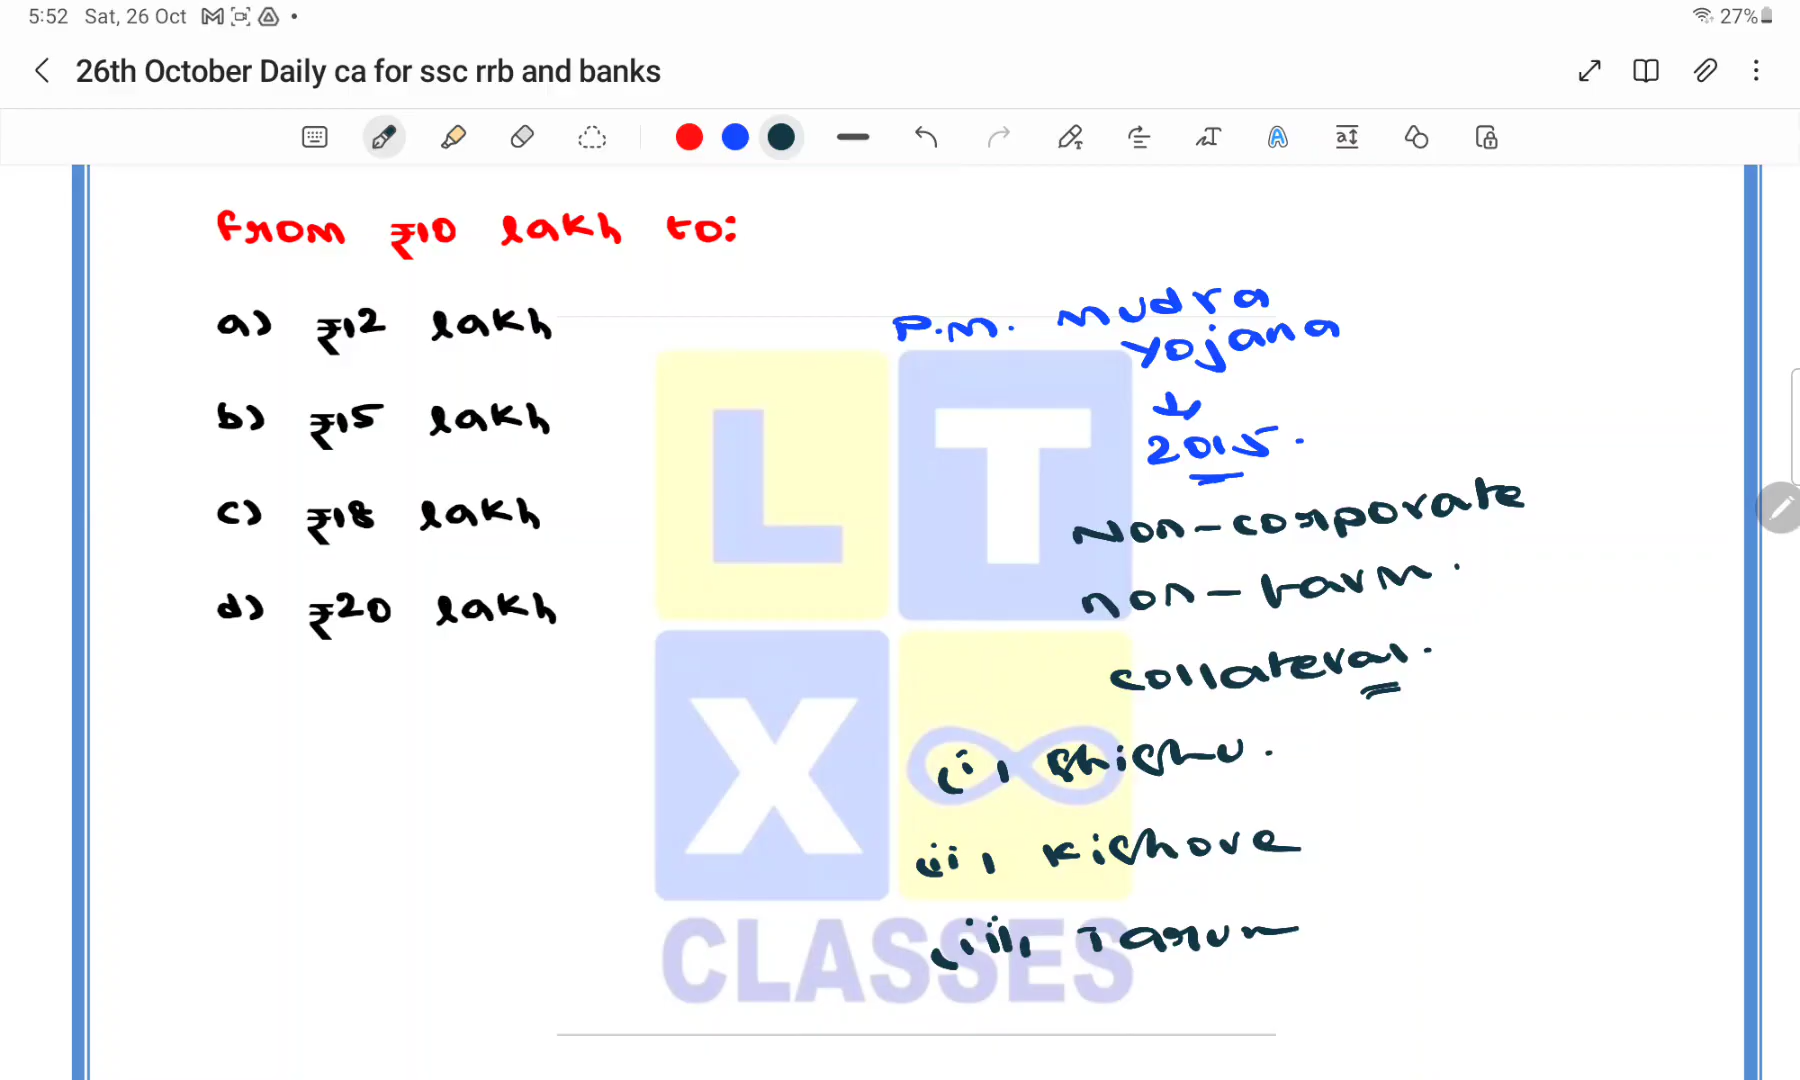 5:52 Sat, 26 Oct
27%
26th October Daily ca for ssc rrb and banks
From ₹10 lakh to:
a) ₹12 lakh
b) ₹15 lakh
c) ₹18 lakh
d) ₹20 lakh
P.M. Mudra
Yojana
2015.
Non-corporate
non-farm.
collateral.
(i) Shishu.
(ii) Kishore
(iii) Tarun
L T
X
CLASSES